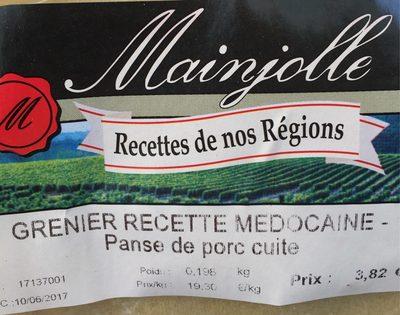 Mainjolle
M
Recettes de nos Régions
GRENIER RECETTE MEDOCAINE -
Panse de porc cuite
17137001 Poids : 0,198 kg Prix : 3,82 €
C :10/06/2017 Prix/kg : 19,30 €/kg